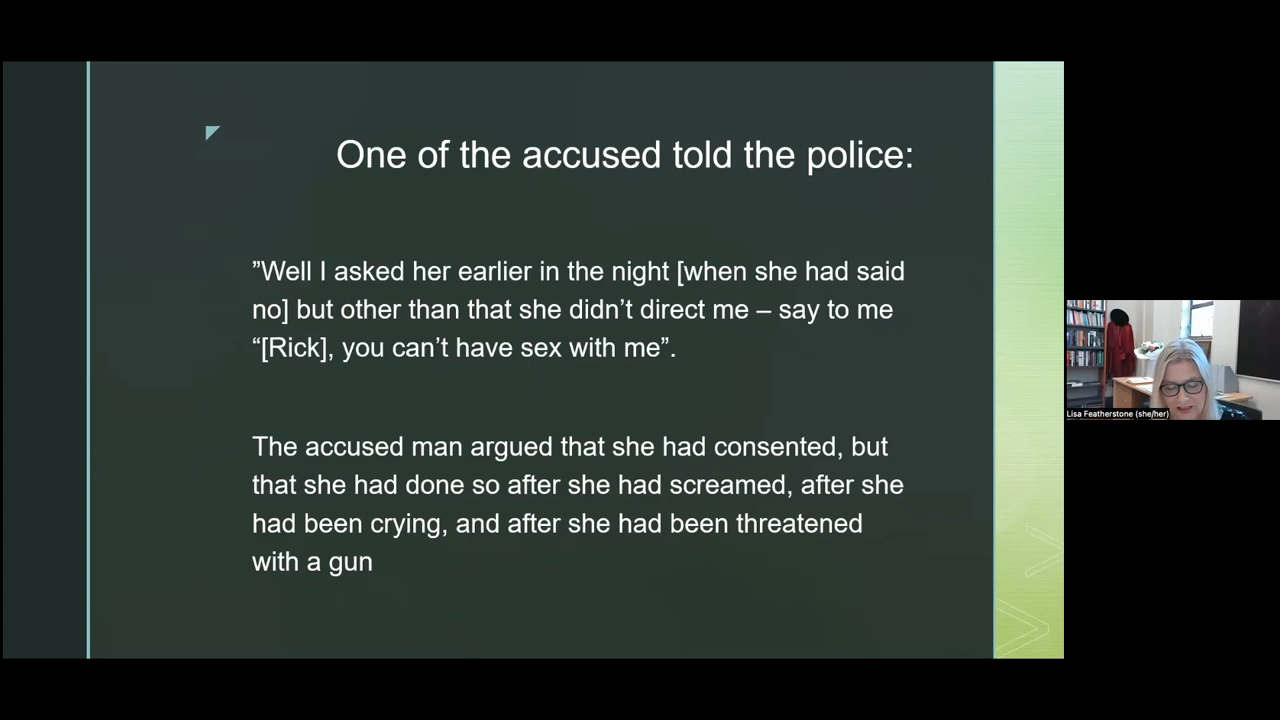 One of the accused told the police:
”Well I asked her earlier in the night [when she had said
no] but other than that she didn’t direct me – say to me
“[Rick], you can’t have sex with me”.
The accused man argued that she had consented, but
that she had done so after she had screamed, after she
had been crying, and after she had been threatened
with a gun
Lisa Featherstone (she/her)